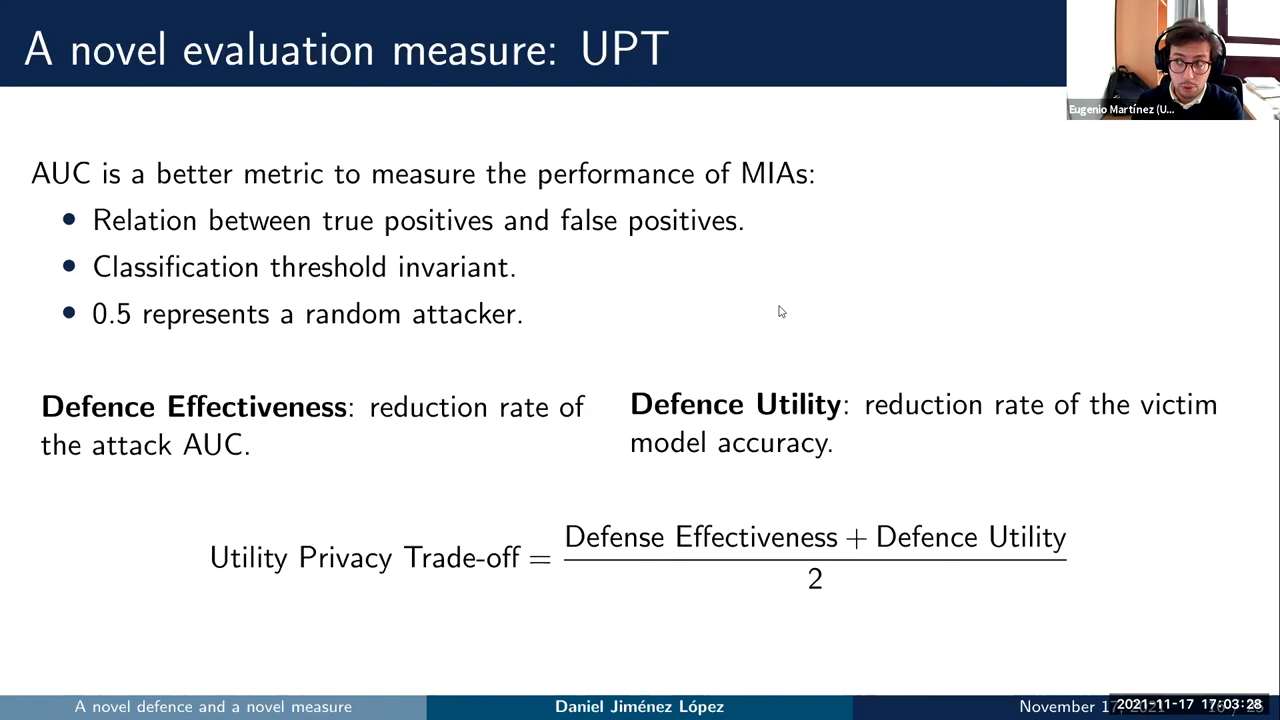 A novel evaluation measure: UPT
Eugenio Martínez (U...
AUC is a better metric to measure the performance of MIAs:
• Relation between true positives and false positives.
• Classification threshold invariant.
• 0.5 represents a random attacker.
Defence Effectiveness: reduction rate of
the attack AUC.
Defence Utility: reduction rate of the victim
model accuracy.
Utility Privacy Trade-off = Defense Effectiveness + Defence Utility
2
A novel defence and a novel measure
Daniel Jiménez López
November 17,
2021-11-17 17:03:28